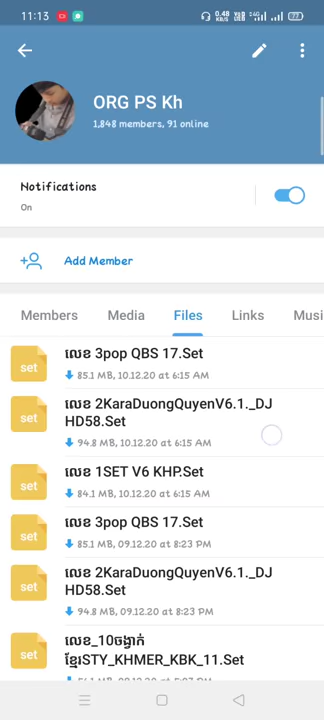 11:13
0.48 KB/S
77
ORG PS Kh
1,848 members, 91 online
Notifications
On
Add Member
Members Media Files Links Musi
set
លេខ 3pop QBS 17.Set
85.1 MB, 10.12.20 at 6:15 AM
set
លេខ 2KaraDuongQuyenV6.1._DJ
HD58.Set
94.8 MB, 10.12.20 at 6:15 AM
set
លេខ 1SET V6 KHP.Set
84.1 MB, 10.12.20 at 6:15 AM
set
លេខ 3pop QBS 17.Set
85.1 MB, 09.12.20 at 8:23 PM
set
លេខ 2KaraDuongQuyenV6.1._DJ
HD58.Set
94.8 MB, 09.12.20 at 8:23 PM
set
លេខ_10ចង្វាក់
ខ្មែរSTY_KHMER_KBK_11.Set